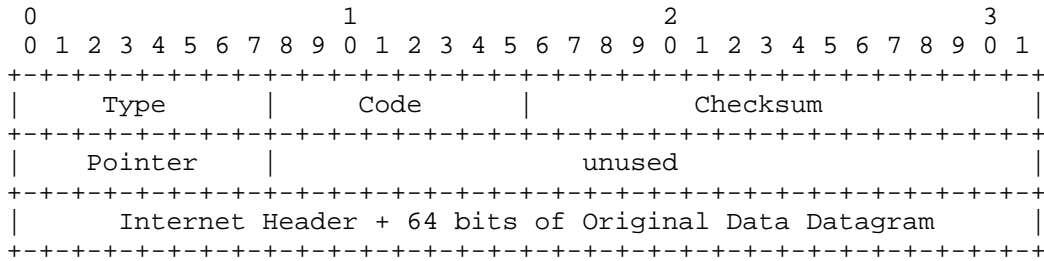 0                   1                   2                   3
 0 1 2 3 4 5 6 7 8 9 0 1 2 3 4 5 6 7 8 9 0 1 2 3 4 5 6 7 8 9 0 1
+-+-+-+-+-+-+-+-+-+-+-+-+-+-+-+-+-+-+-+-+-+-+-+-+-+-+-+-+-+-+-+-+
|     Type      |     Code      |          Checksum             |
+-+-+-+-+-+-+-+-+-+-+-+-+-+-+-+-+-+-+-+-+-+-+-+-+-+-+-+-+-+-+-+-+
|    Pointer    |                   unused                      |
+-+-+-+-+-+-+-+-+-+-+-+-+-+-+-+-+-+-+-+-+-+-+-+-+-+-+-+-+-+-+-+-+
|      Internet Header + 64 bits of Original Data Datagram      |
+-+-+-+-+-+-+-+-+-+-+-+-+-+-+-+-+-+-+-+-+-+-+-+-+-+-+-+-+-+-+-+-+